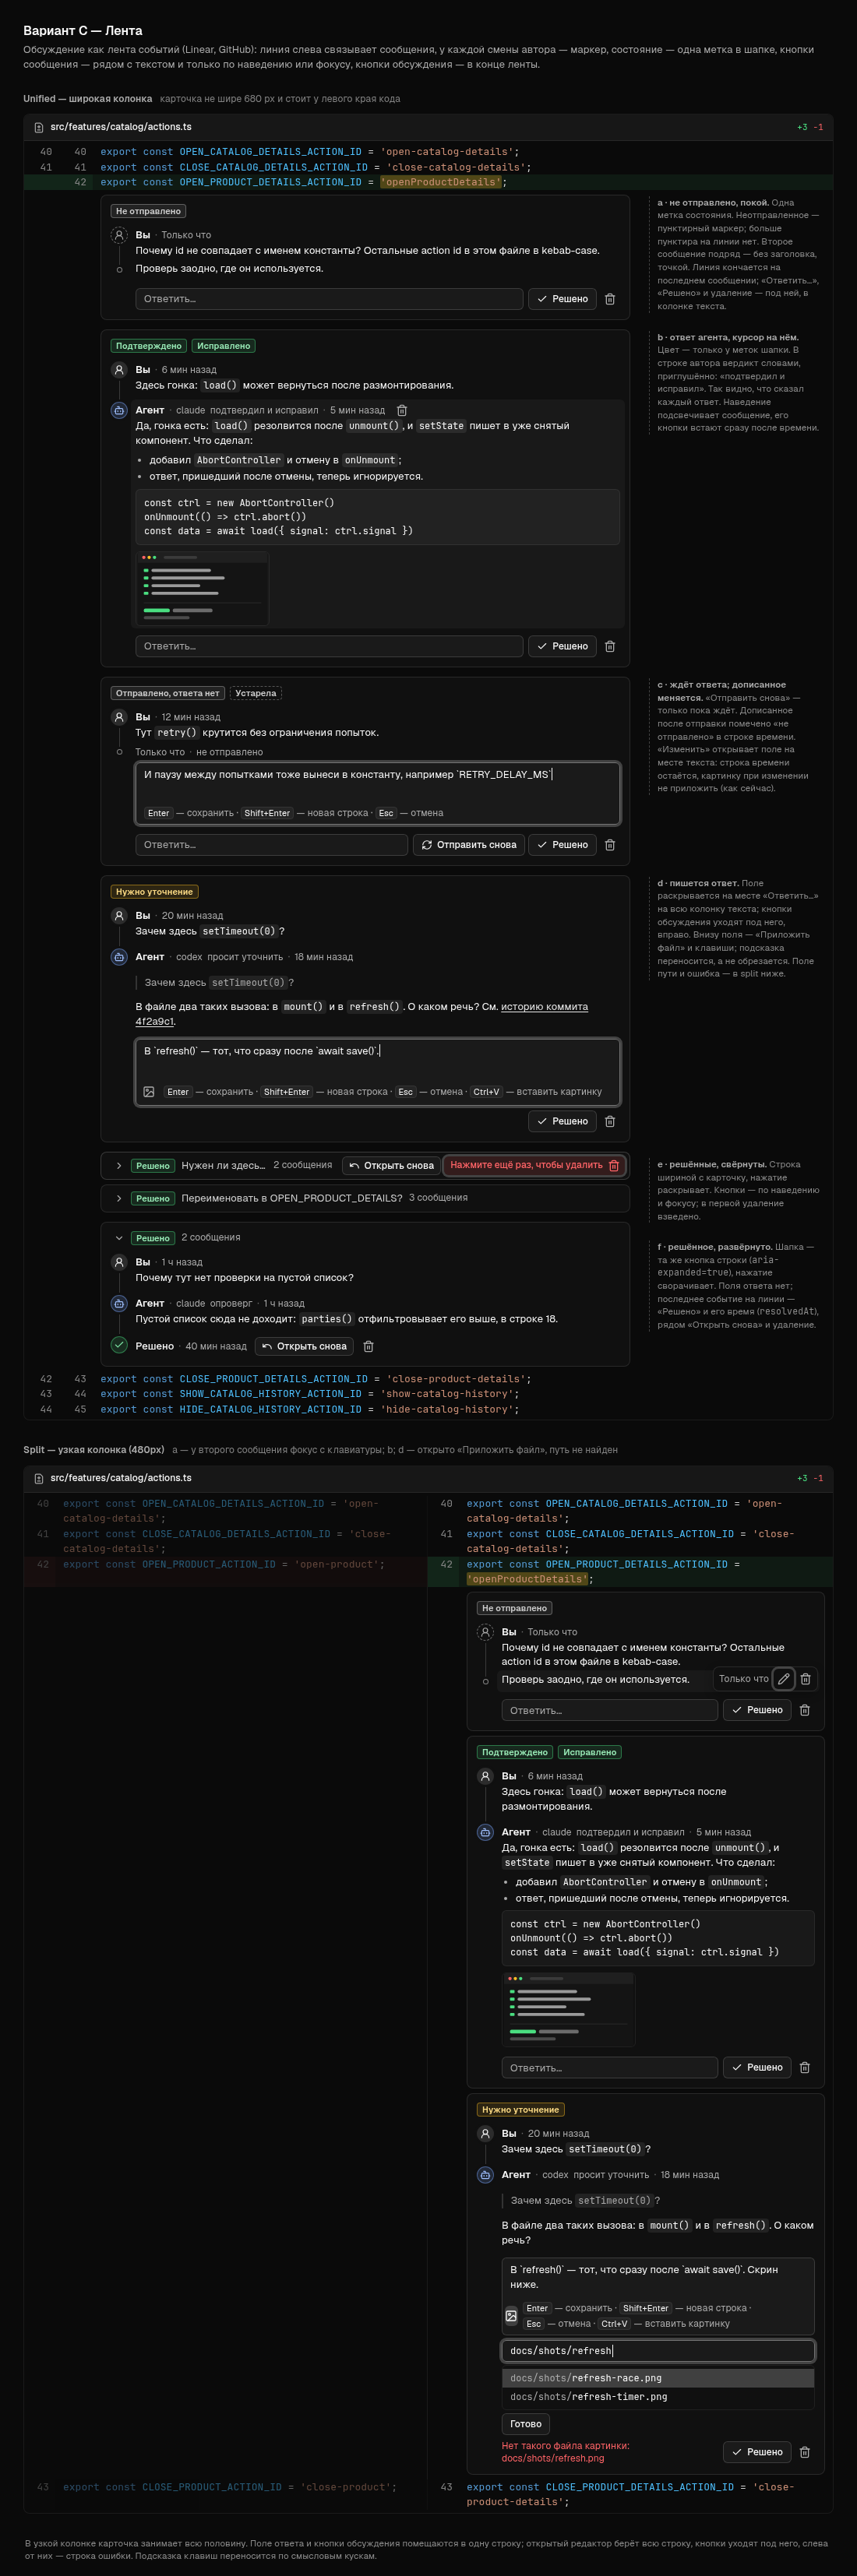 Вариант C — Лента
Обсуждение как лента событий (Linear, GitHub): линия слева связывает сообщения, у каждой смены автора — маркер, состояние — одна метка в шапке, кнопки
сообщения — рядом с текстом и только по наведению или фокусу, кнопки обсуждения — в конце ленты.
Unified — широкая колонка карточка не шире 680 px и стоит у левого края кода
src/features/catalog/actions.ts +3 -1
40 40 export const OPEN_CATALOG_DETAILS_ACTION_ID = 'open-catalog-details';
41 41 export const CLOSE_CATALOG_DETAILS_ACTION_ID = 'close-catalog-details';
42 export const OPEN_PRODUCT_DETAILS_ACTION_ID = 'openProductDetails';
Не отправлено
Вы · Только что
Почему id не совпадает с именем константы? Остальные action id в этом файле в kebab-case.
Проверь заодно, где он используется.
Ответить…
Решено
a · не отправлено, покой. Одна
метка состояния. Неотправленное —
пунктирный маркер; больше
пунктира на линии нет. Второе
сообщение подряд — без заголовка,
точкой. Линия кончается на
последнем сообщении; «Ответить…»,
«Решено» и удаление — под ней, в
колонке текста.
Подтверждено Исправлено
Вы · 6 мин назад
Здесь гонка: load() может вернуться после размонтирования.
Агент · claude подтвердил и исправил · 5 мин назад
Да, гонка есть: load() резолвится после unmount(), и setState пишет в уже снятый
компонент. Что сделал:
• добавил AbortController и отмену в onUnmount;
• ответ, пришедший после отмены, теперь игнорируется.
const ctrl = new AbortController()
onUnmount(() => ctrl.abort())
const data = await load({ signal: ctrl.signal })
Ответить…
Решено
b · ответ агента, курсор на нём.
Цвет — только у меток шапки. В
строке автора вердикт словами,
приглушённо: «подтвердил и
исправил». Так видно, что сказал
каждый ответ. Наведение
подсвечивает сообщение, его
кнопки встают сразу после времени.
Отправлено, ответа нет Устарела
Вы · 12 мин назад
Тут retry() крутится без ограничения попыток.
Только что · не отправлено
И паузу между попытками тоже вынеси в константу, например `RETRY_DELAY_MS`
Enter — сохранить · Shift+Enter — новая строка · Esc — отмена
Ответить…
Отправить снова
Решено
c · ждёт ответа; дописанное
меняется. «Отправить снова» —
только пока ждёт. Дописанное
после отправки помечено «не
отправлено» в строке времени.
«Изменить» открывает поле на
месте текста: строка времени
остаётся, картинку при изменении
не приложить (как сейчас).
Нужно уточнение
Вы · 20 мин назад
Зачем здесь setTimeout(0)?
Агент · codex просит уточнить · 18 мин назад
Зачем здесь setTimeout(0)?
В файле два таких вызова: в mount() и в refresh(). О каком речь? См. историю коммита
4f2a9c1.
В `refresh()` — тот, что сразу после `await save()`.
Enter — сохранить · Shift+Enter — новая строка · Esc — отмена · Ctrl+V — вставить картинку
Решено
d · пишется ответ. Поле
раскрывается на месте «Ответить…»
на всю колонку текста; кнопки
обсуждения уходят под него,
вправо. Внизу поля — «Приложить
файл» и клавиши; подсказка
переносится, а не обрезается. Поле
пути и ошибка — в split ниже.
Решено Нужен ли здесь… 2 сообщения Открыть снова Нажмите ещё раз, чтобы удалить
Решено Переименовать в OPEN_PRODUCT_DETAILS? 3 сообщения
e · решённые, свёрнуты. Строка
шириной с карточку, нажатие
раскрывает. Кнопки — по наведению
и фокусу; в первой удаление
взведено.
Решено 2 сообщения
Вы · 1 ч назад
Почему тут нет проверки на пустой список?
Агент · claude опроверг · 1 ч назад
Пустой список сюда не доходит: parties() отфильтровывает его выше, в строке 18.
Решено · 40 мин назад Открыть снова
f · решённое, развёрнуто. Шапка —
та же кнопка строки (aria-
expanded=true), нажатие
сворачивает. Поля ответа нет;
последнее событие на линии —
«Решено» и его время (resolvedAt),
рядом «Открыть снова» и удаление.
42 43 export const CLOSE_PRODUCT_DETAILS_ACTION_ID = 'close-product-details';
43 44 export const SHOW_CATALOG_HISTORY_ACTION_ID = 'show-catalog-history';
44 45 export const HIDE_CATALOG_HISTORY_ACTION_ID = 'hide-catalog-history';
Split — узкая колонка (480px) a — у второго сообщения фокус с клавиатуры; b; d — открыто «Приложить файл», путь не найден
src/features/catalog/actions.ts +3 -1
40 export const OPEN_CATALOG_DETAILS_ACTION_ID = 'open-
catalog-details';
41 export const CLOSE_CATALOG_DETAILS_ACTION_ID = 'close-
catalog-details';
42 export const OPEN_PRODUCT_ACTION_ID = 'open-product';
40 export const OPEN_CATALOG_DETAILS_ACTION_ID = 'open-
catalog-details';
41 export const CLOSE_CATALOG_DETAILS_ACTION_ID = 'close-
catalog-details';
42 export const OPEN_PRODUCT_DETAILS_ACTION_ID =
'openProductDetails';
Не отправлено
Вы · Только что
Почему id не совпадает с именем константы? Остальные
action id в этом файле в kebab-case.
Проверь заодно, где он используется. Только что
Ответить…
Решено
Подтверждено Исправлено
Вы · 6 мин назад
Здесь гонка: load() может вернуться после
размонтирования.
Агент · claude подтвердил и исправил · 5 мин назад
Да, гонка есть: load() резолвится после unmount(), и
setState пишет в уже снятый компонент. Что сделал:
• добавил AbortController и отмену в onUnmount;
• ответ, пришедший после отмены, теперь игнорируется.
const ctrl = new AbortController()
onUnmount(() => ctrl.abort())
const data = await load({ signal: ctrl.signal })
Ответить…
Решено
Нужно уточнение
Вы · 20 мин назад
Зачем здесь setTimeout(0)?
Агент · codex просит уточнить · 18 мин назад
Зачем здесь setTimeout(0)?
В файле два таких вызова: в mount() и в refresh(). О каком
речь?
В `refresh()` — тот, что сразу после `await save()`. Скрин
ниже.
Enter — сохранить · Shift+Enter — новая строка ·
Esc — отмена · Ctrl+V — вставить картинку
docs/shots/refresh
docs/shots/refresh-race.png
docs/shots/refresh-timer.png
Готово
Нет такого файла картинки:
docs/shots/refresh.png
Решено
43 export const CLOSE_PRODUCT_ACTION_ID = 'close-product';
43 export const CLOSE_PRODUCT_DETAILS_ACTION_ID = 'close-
product-details';
В узкой колонке карточка занимает всю половину. Поле ответа и кнопки обсуждения помещаются в одну строку; открытый редактор берёт всю строку, кнопки уходят под него, слева
от них — строка ошибки. Подсказка клавиш переносится по смысловым кускам.